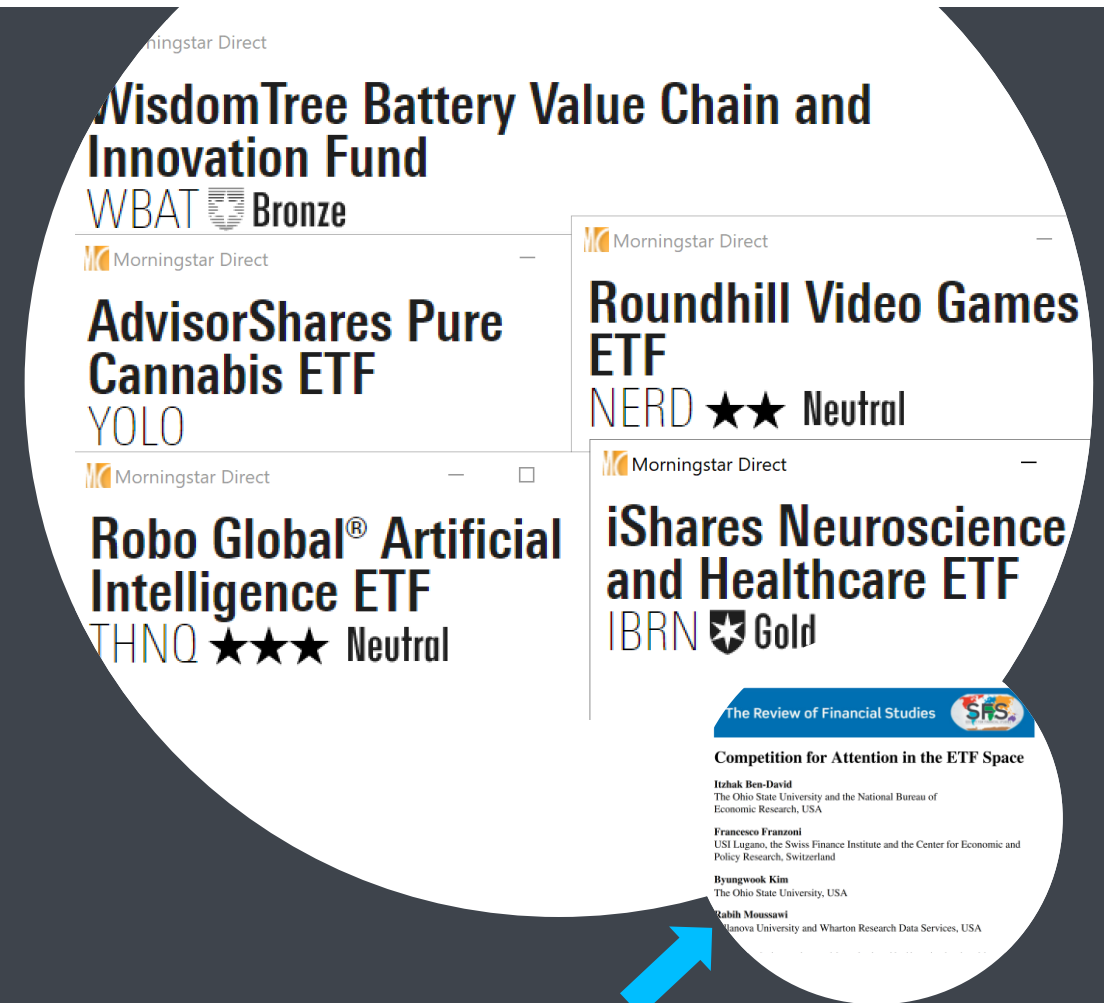 ningstar Direct
WisdomTree Battery Value Chain and
Innovation Fund
WBAT Bronze
Morningstar Direct
AdvisorShares Pure
Cannabis ETF
YOLO
Morningstar Direct
Roundhill Video Games
ETF
NERD ★★ Neutral
Morningstar Direct
Robo Global® Artificial
Intelligence ETF
THNQ ★★★ Neutral
Morningstar Direct
iShares Neuroscience
and Healthcare ETF
IBRN Gold
The Review of Financial Studies SFS
Competition for Attention in the ETF Space
Itzhak Ben-David
The Ohio State University and the National Bureau of
Economic Research, USA
Francesco Franzoni
USI Lugano, the Swiss Finance Institute and the Center for Economic and
Policy Research, Switzerland
Byungwook Kim
The Ohio State University, USA
Rabih Moussawi
llanova University and Wharton Research Data Services, USA